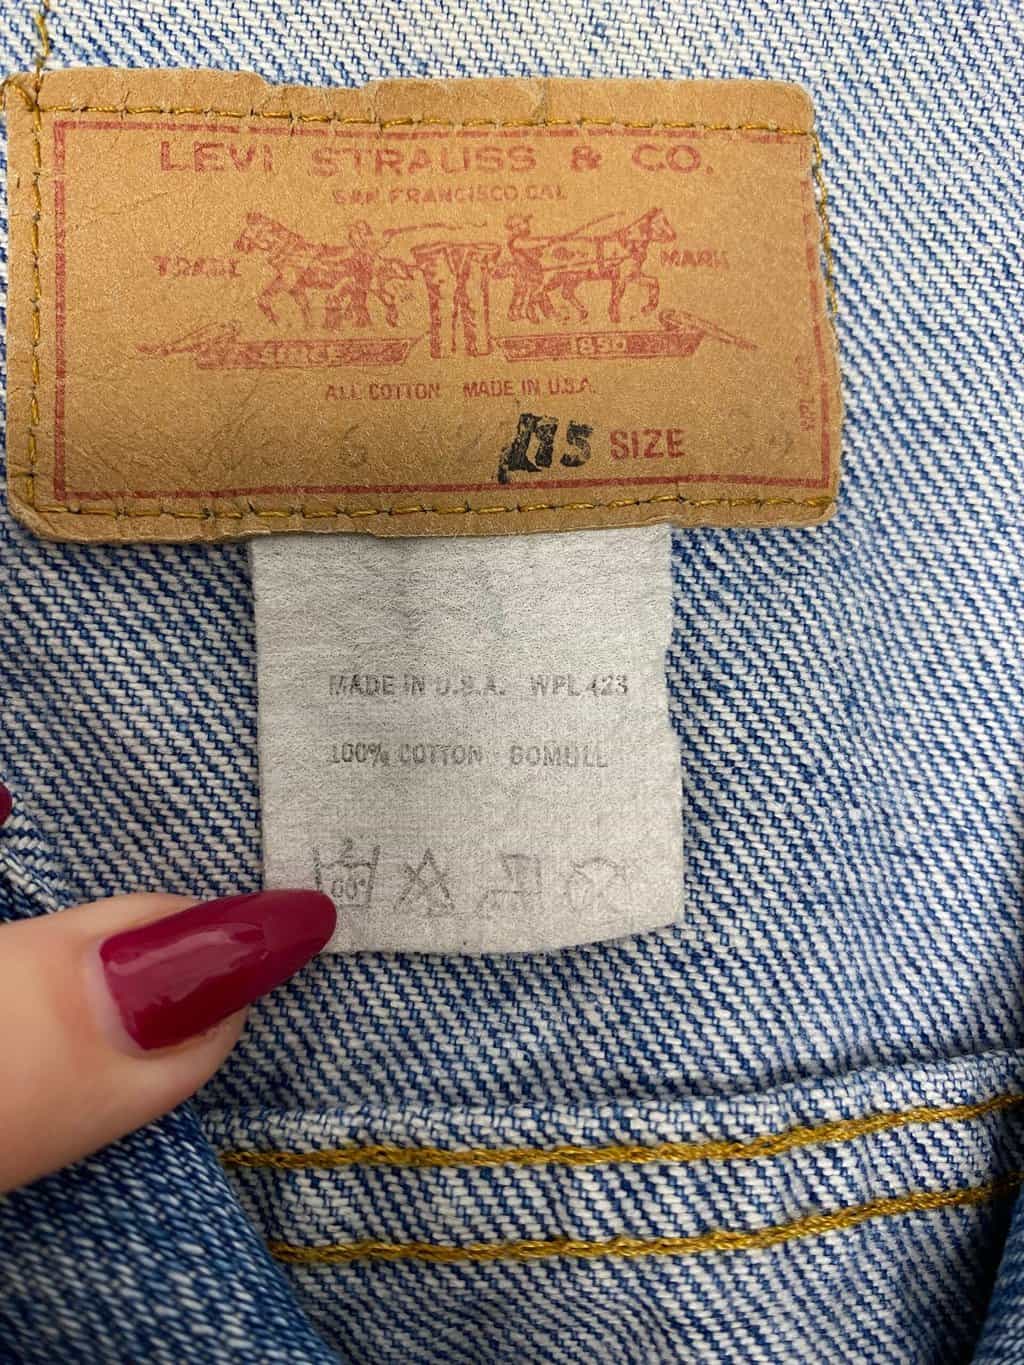 LEVI STRAUSS & CO.
SAN FRANCISCO CAL
TRADE MARK
SINCE 1850
ALL COTTON MADE IN U.S.A.
SIZE
MADE IN U.S.A. WPL 423
100% COTTON BOMULL